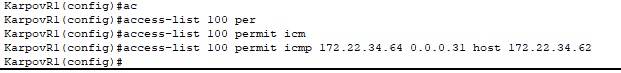 KarpovR1(config)#ac
KarpovR1(config)#access-list 100 per
KarpovR1(config)#access-list 100 permit icm
KarpovR1(config)#access-list 100 permit icmp 172.22.34.64 0.0.0.31 host 172.22.34.62
KarpovR1(config)#